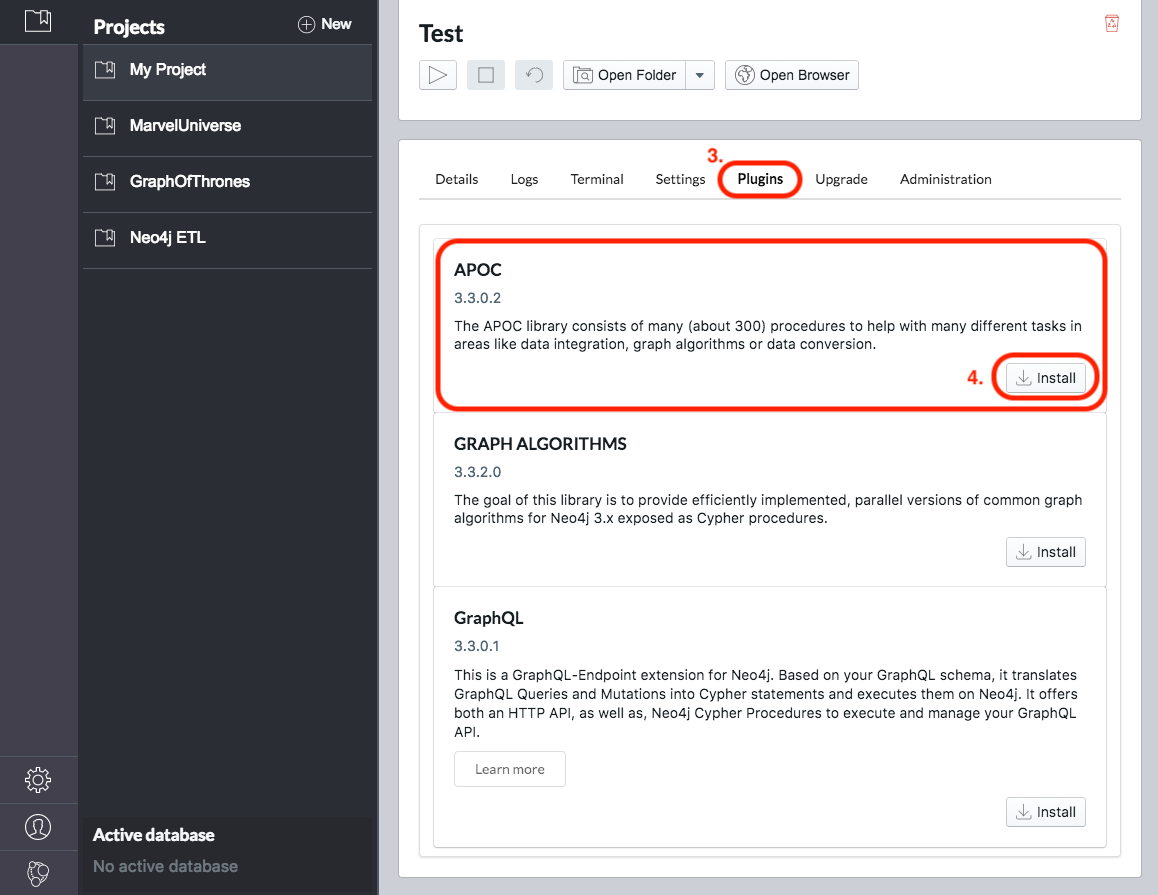 Projects
New
My Project
MarvelUniverse
GraphOfThrones
Neo4j ETL
Active database
No active database
Test
Open Folder
Open Browser
3.
Details Logs Terminal Settings Plugins Upgrade Administration
APOC
3.3.0.2
The APOC library consists of many (about 300) procedures to help with many different tasks in
areas like data integration, graph algorithms or data conversion.
4.
Install
GRAPH ALGORITHMS
3.3.2.0
The goal of this library is to provide efficiently implemented, parallel versions of common graph
algorithms for Neo4j 3.x exposed as Cypher procedures.
Install
GraphQL
3.3.0.1
This is a GraphQL-Endpoint extension for Neo4j. Based on your GraphQL schema, it translates
GraphQL Queries and Mutations into Cypher statements and executes them on Neo4j. It offers
both an HTTP API, as well as, Neo4j Cypher Procedures to execute and manage your GraphQL
API.
Learn more
Install